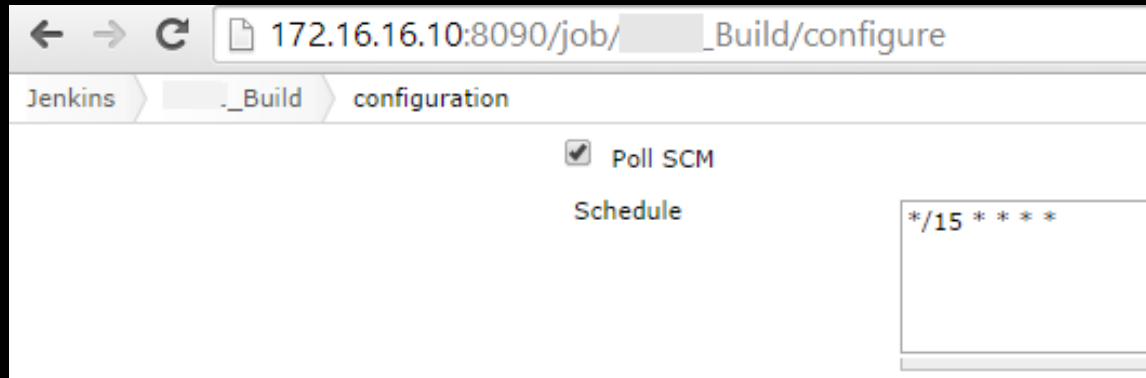 172.16.16.10:8090/job/ _Build/configure
Jenkins ._Build configuration
Poll SCM
Schedule
*/15 * * * *